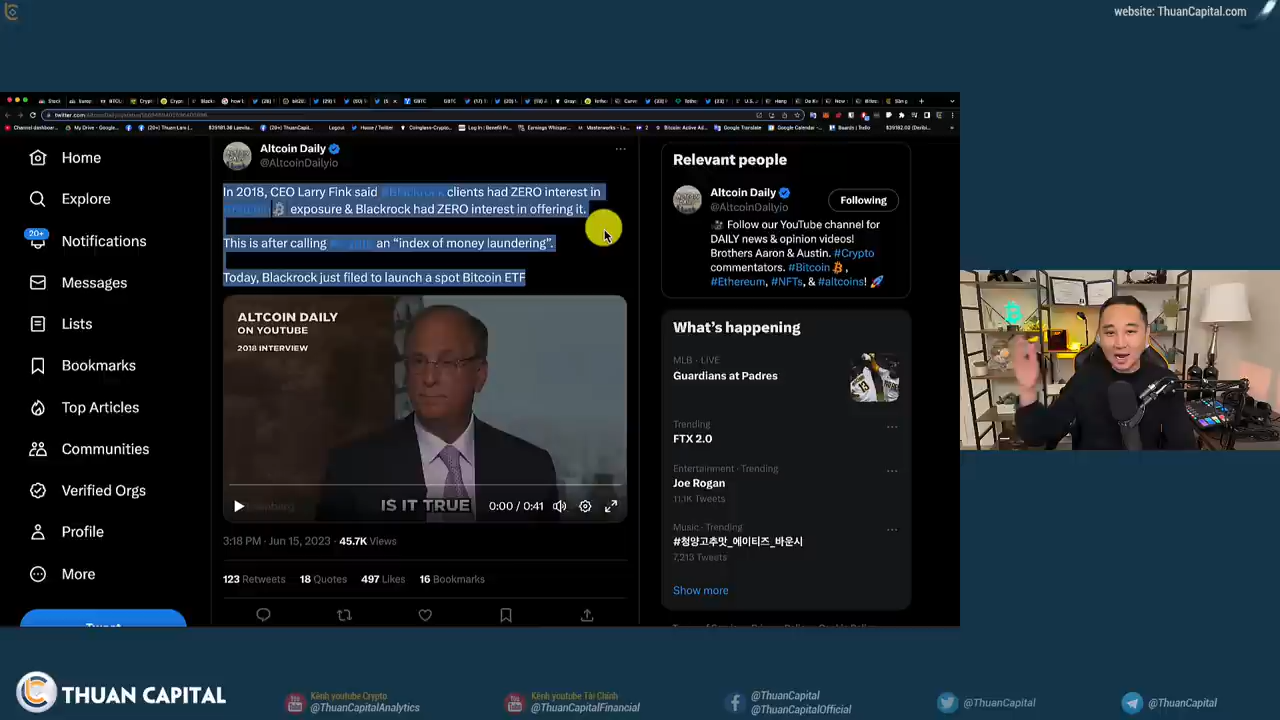 website: ThuanCapital.com
Home
Explore
20+
Notifications
Messages
Lists
Bookmarks
Top Articles
Communities
Verified Orgs
Profile
More
Tweet
Altcoin Daily
@AltcoinDailyio
In 2018, CEO Larry Fink said #Blackrock clients had ZERO interest in
exposure & Blackrock had ZERO interest in offering it.
This is after calling an “index of money laundering”.
Today, Blackrock just filed to launch a spot Bitcoin ETF
ALTCOIN DAILY
ON YOUTUBE
2018 INTERVIEW
IS IT TRUE
0:00 / 0:41
3:18 PM · Jun 15, 2023 · 45.7K Views
123 Retweets 18 Quotes 497 Likes 16 Bookmarks
Relevant people
Altcoin Daily
@AltcoinDailyio
Following
Follow our YouTube channel for
DAILY news & opinion videos!
Brothers Aaron & Austin. #Crypto
commentators. #Bitcoin ,
#Ethereum, #NFTs, & #altcoins!
What’s happening
MLB · LIVE
Guardians at Padres
Trending
FTX 2.0
Entertainment · Trending
Joe Rogan
11.1K Tweets
Music · Trending
#청양고추맛_에이티즈_바운시
7,213 Tweets
Show more
THUAN CAPITAL
Kênh youtube Crypto
@ThuanCapitalAnalytics
Kênh youtube Tài Chính
@ThuanCapitalFinancial
@ThuanCapital
@ThuanCapitalOfficial
@ThuanCapital
@ThuanCapital